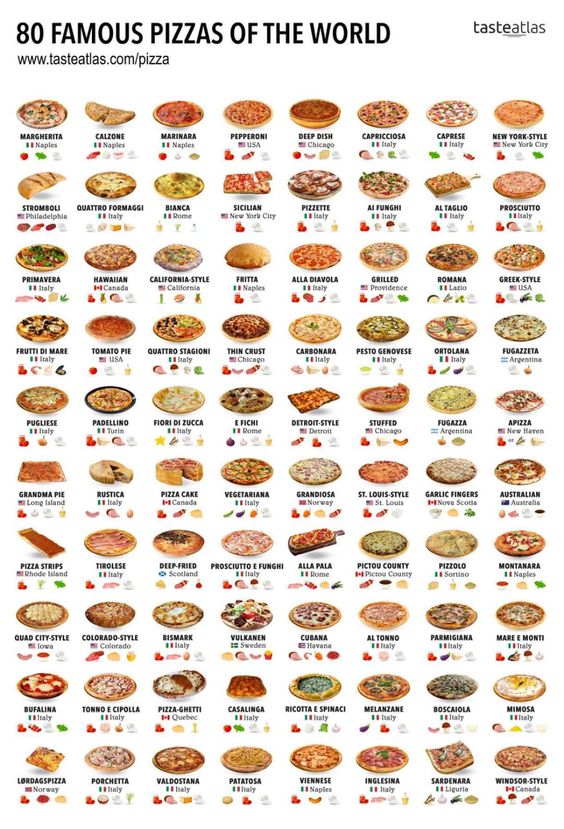 80 FAMOUS PIZZAS OF THE WORLD
tasteatlas
www.tasteatlas.com/pizza
MARGHERITA CALZONE MARINARA PEPPERONI DEEP DISH CAPRICCIOSA CAPRESE NEW YORK-STYLE
Naples Naples Naples USA Chicago Italy Italy New York City
STROMBOLI QUATTRO FORMAGGI BIANCA SICILIAN PIZZETTE AI FUNGHI AL TAGLIO PROSCIUTTO
Philadelphia Italy Rome New York City Italy Italy Italy Italy
PRIMAVERA HAWAIIAN CALIFORNIA-STYLE FRITTA ALLA DIAVOLA GRILLED ROMANA GREEK-STYLE
Italy Canada California Naples Italy Providence Lazio USA
FRUTTI DI MARE TOMATO PIE QUATTRO STAGIONI THIN CRUST CARBONARA PESTO GENOVESE ORTOLANA FUGAZZETA
Italy USA Italy Chicago Italy Italy Italy Argentina
PUGLIESE PADELLINO FIORI DI ZUCCA E FICHI DETROIT-STYLE STUFFED FUGAZZA APIZZA
Italy Turin Italy Rome Detroit Chicago Argentina New Haven
or
GRANDMA PIE RUSTICA PIZZA CAKE VEGETARIANA GRANDIOSA ST. LOUIS-STYLE GARLIC FINGERS AUSTRALIAN
Long Island Italy Canada Italy Norway St. Louis Nova Scotia Australia
PIZZA STRIPS TIROLESE DEEP-FRIED PROSCIUTTO E FUNGHI ALLA PALA PICTOU COUNTY PIZZOLO MONTANARA
Rhode Island Italy Scotland Italy Rome Pictou County Sortino Naples
QUAD CITY-STYLE COLORADO-STYLE BISMARK VULKANEN CUBANA AL TONNO PARMIGIANA MARE E MONTI
Iowa Colorado Italy Sweden Havana Italy Italy Italy
BUFALINA TONNO E CIPOLLA PIZZA-GHETTI CASALINGA RICOTTA E SPINACI MELANZANE BOSCAIOLA MIMOSA
Italy Italy Quebec Italy Italy Italy Italy Italy
LØRDAGSPIZZA PORCHETTA VALDOSTANA PATATOSA VIENNESE INGLESINA SARDENARA WINDSOR-STYLE
Norway Italy Italy Italy Naples Italy Liguria Canada